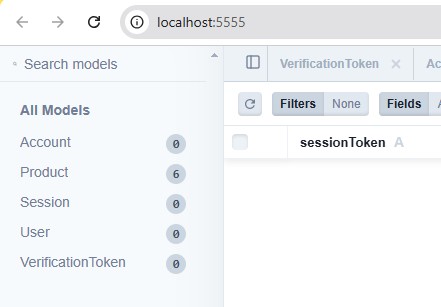 localhost:5555
Search models
VerificationToken
Filters None Fields
All Models
sessionToken A
Account 0
Product 6
Session 0
User 0
VerificationToken 0